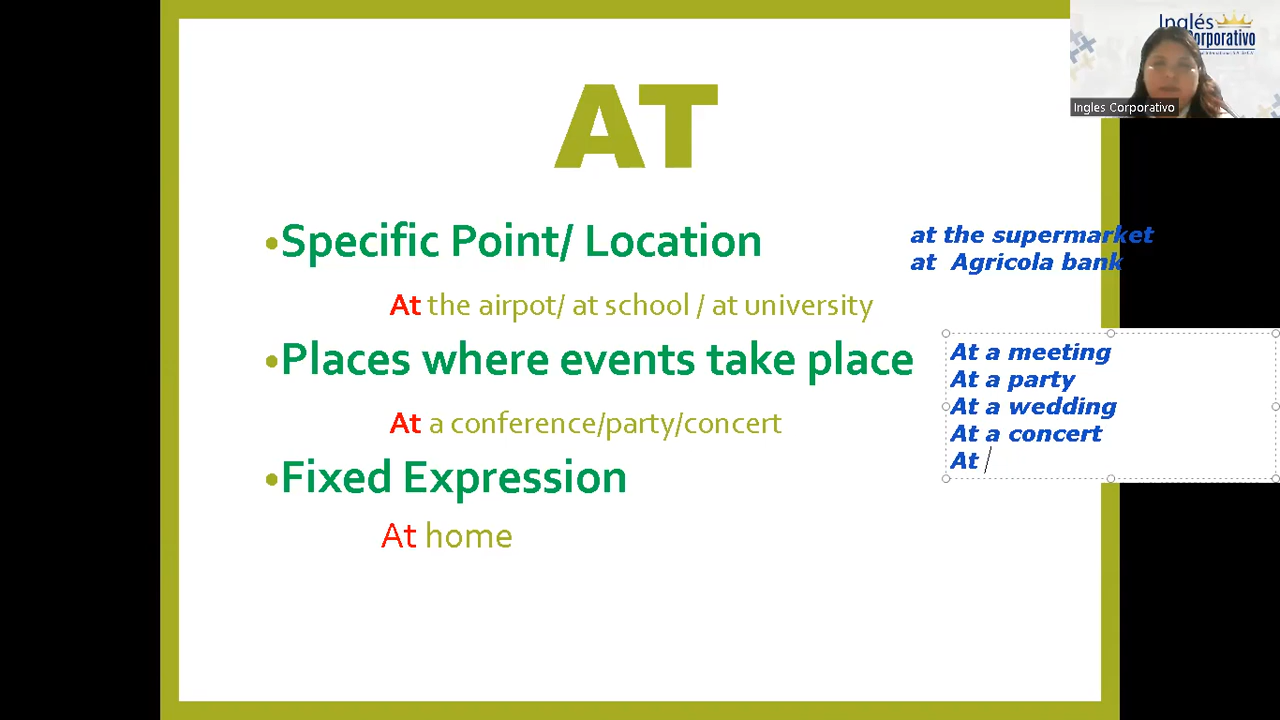 AT
•Specific Point/ Location
At the airpot/ at school / at university
•Places where events take place
At a conference/party/concert
•Fixed Expression
At home
at the supermarket
at Agricola bank
At a meeting
At a party
At a wedding
At a concert
At
Inglés
Corporativo
Ingles Corporativo